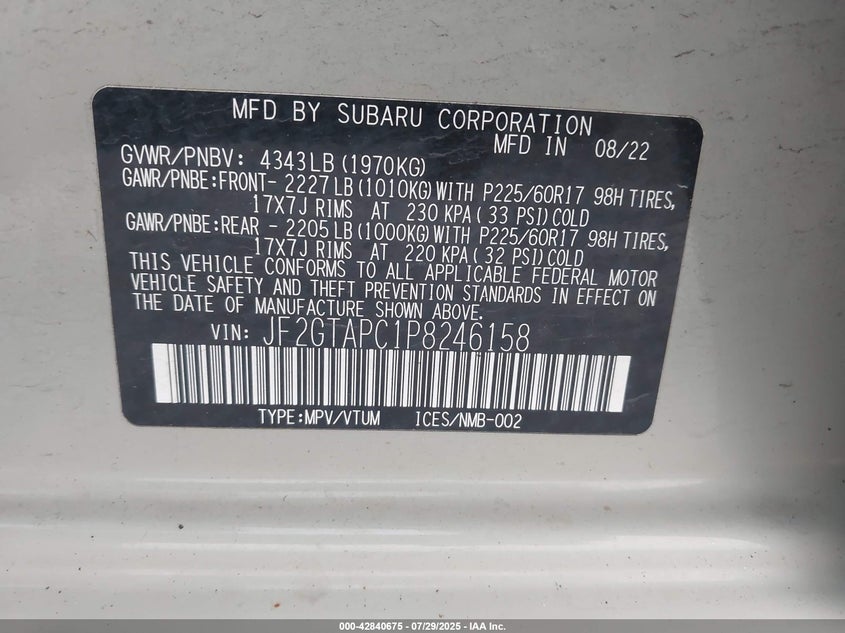 MFD BY SUBARU CORPORATION
MFD IN 08/22
GVWR/PNBV: 4343LB (1970KG)
GAWR/PNBE:FRONT- 2227LB (1010KG) WITH P225/60R17 98H TIRES,
17X7J RIMS AT 230 KPA ( 33 PSI) COLD
GAWR/PNBE:REAR - 2205LB (1000KG) WITH P225/60R17 98H TIRES,
17X7J RIMS AT 220 KPA ( 32 PSI) COLD
THIS VEHICLE CONFORMS TO ALL APPLICABLE FEDERAL MOTOR
VEHICLE SAFETY AND THEFT PREVENTION STANDARDS IN EFFECT ON
THE DATE OF MANUFACTURE SHOWN ABOVE.
VIN: JF2GTAPC1P8246158
TYPE:MPV/VTUM ICES/NMB-002
000-42840675 | 07/29/2025 - IAA Inc.